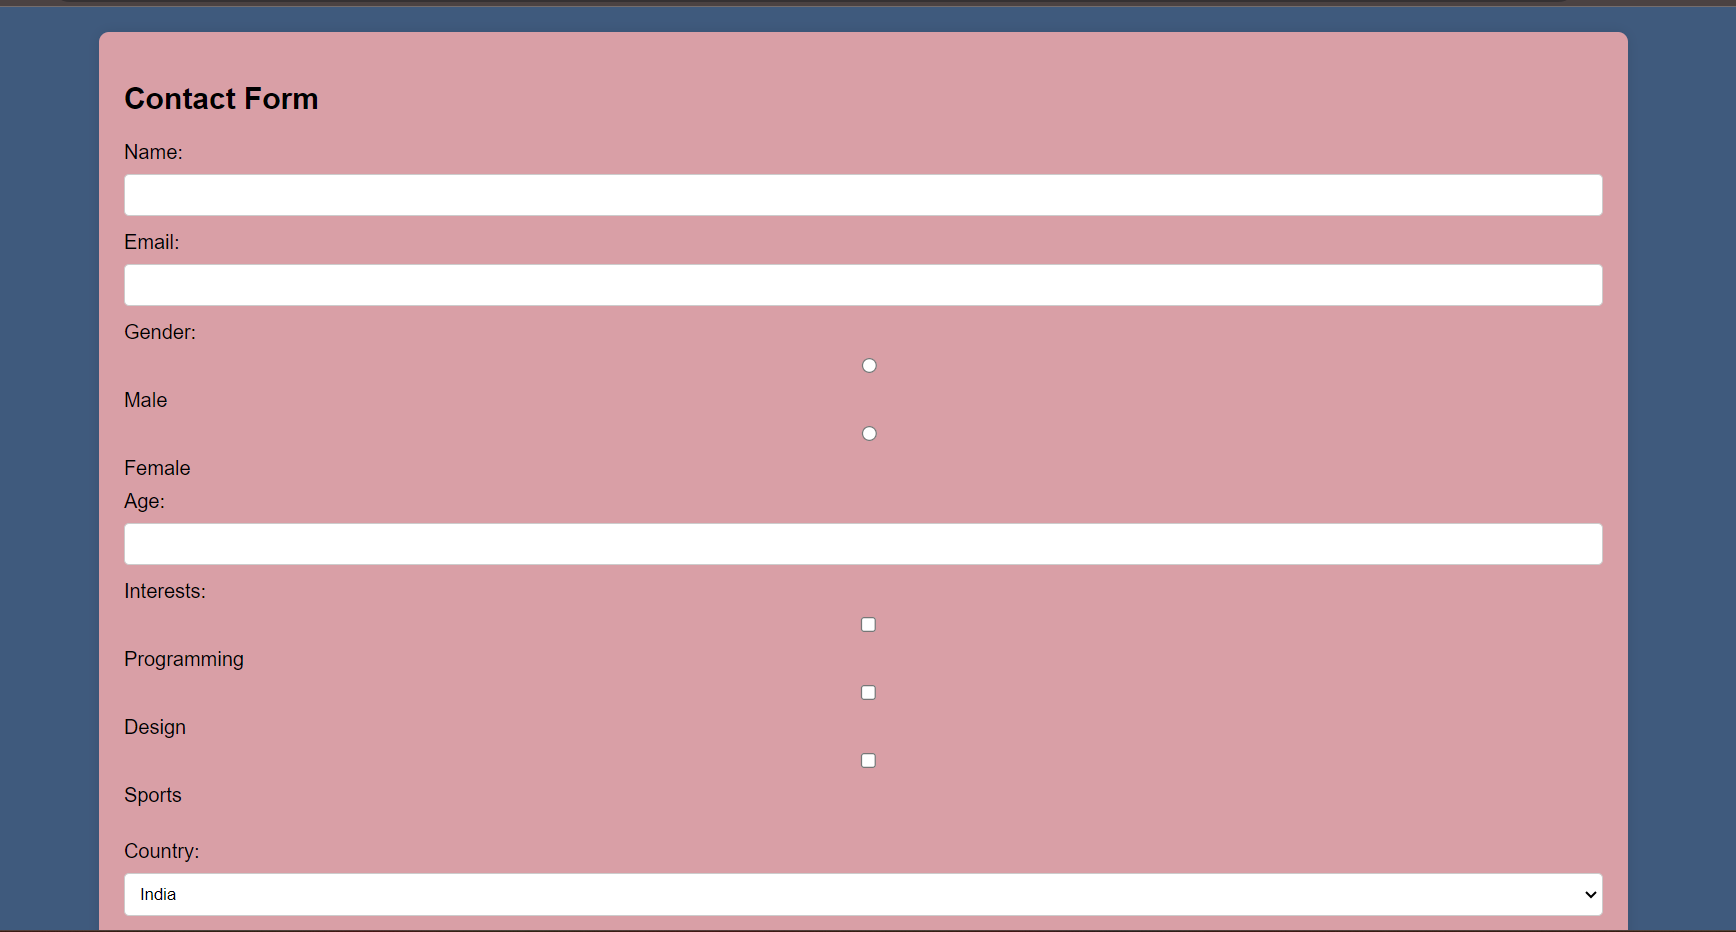 Contact Form
Name:
Email:
Gender:
Male
Female
Age:
Interests:
Programming
Design
Sports
Country:
India